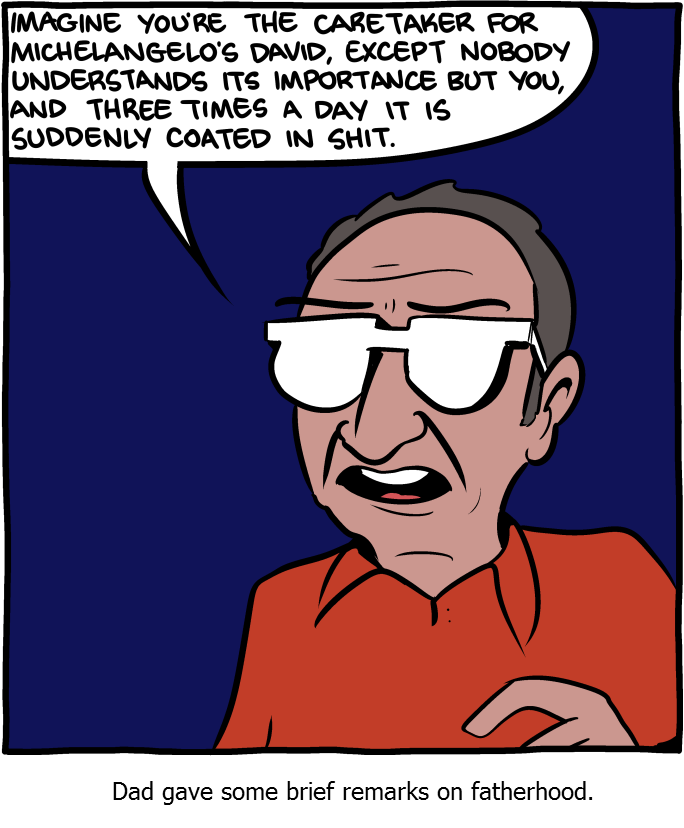 IMAGINE YOU'RE THE CARETAKER FOR
MICHELANGELO'S DAVID, EXCEPT NOBODY
UNDERSTANDS ITS IMPORTANCE BUT YOU,
AND THREE TIMES A DAY IT IS
SUDDENLY COATED IN SHIT.
Dad gave some brief remarks on fatherhood.